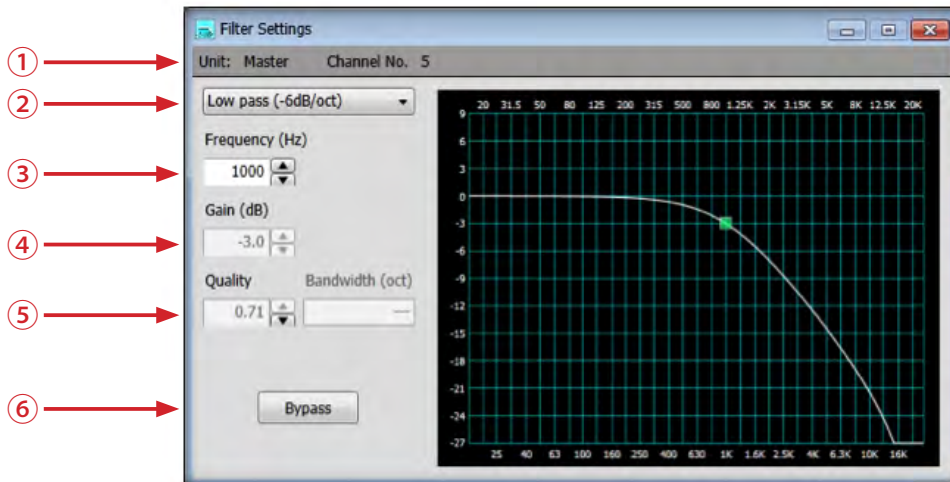 Filter Settings
① Unit: Master Channel No. 5
② Low pass (-6dB/oct)
Frequency (Hz)
③ 1000
Gain (dB)
④ -3.0
Quality Bandwidth (oct)
⑤ 0.71 —
⑥ Bypass
20 31.5 50 80 125 200 315 500 800 1.25K 2K 3.15K 5K 8K 12.5K 20K
9
6
3
0
-3
-6
-9
-12
-15
-18
-21
-24
-27
25 40 63 100 160 250 400 630 1K 1.6K 2.5K 4K 6.3K 10K 16K